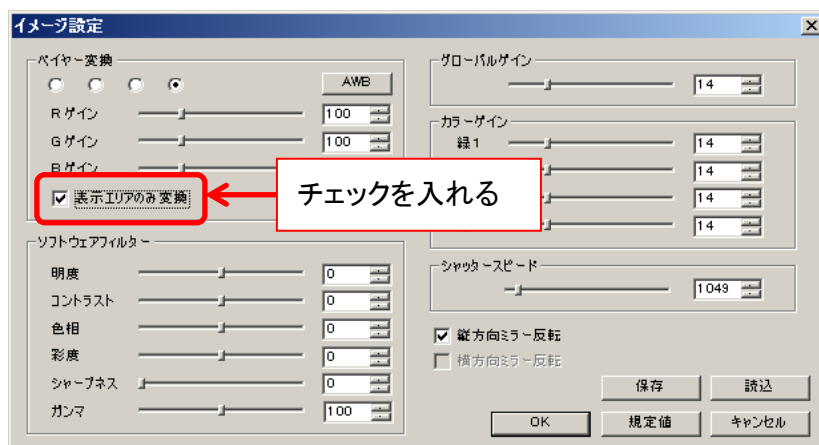 イメージ設定
ベイヤー変換
AWB
Rゲイン 100
Gゲイン 100
Bゲイン
表示エリアのみ変換
チェックを入れる
ソフトウェアフィルター
明度 0
コントラスト 0
色相 0
彩度 0
シャープネス 0
ガンマ 100
グローバルゲイン
14
カラーゲイン
緑1 14
14
14
14
シャッタースピード
1049
縦方向ミラー反転
横方向ミラー反転
保存 読込
OK 規定値 キャンセル